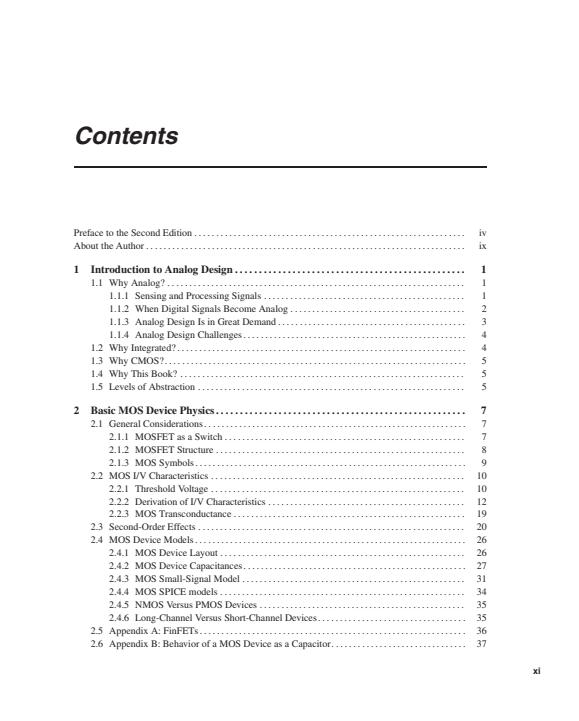 Contents
Preface to the Second Edition ........ iv
About the Author ........ ix
1 Introduction to Analog Design ........ 1
1.1 Why Analog? ........ 1
1.1.1 Sensing and Processing Signals ........ 1
1.1.2 When Digital Signals Become Analog ........ 2
1.1.3 Analog Design Is in Great Demand ........ 3
1.1.4 Analog Design Challenges ........ 4
1.2 Why Integrated? ........ 4
1.3 Why CMOS? ........ 5
1.4 Why This Book? ........ 5
1.5 Levels of Abstraction ........ 5
2 Basic MOS Device Physics ........ 7
2.1 General Considerations ........ 7
2.1.1 MOSFET as a Switch ........ 7
2.1.2 MOSFET Structure ........ 8
2.1.3 MOS Symbols ........ 9
2.2 MOS I/V Characteristics ........ 10
2.2.1 Threshold Voltage ........ 10
2.2.2 Derivation of I/V Characteristics ........ 12
2.2.3 MOS Transconductance ........ 19
2.3 Second-Order Effects ........ 20
2.4 MOS Device Models ........ 26
2.4.1 MOS Device Layout ........ 26
2.4.2 MOS Device Capacitances ........ 27
2.4.3 MOS Small-Signal Model ........ 31
2.4.4 MOS SPICE models ........ 34
2.4.5 NMOS Versus PMOS Devices ........ 35
2.4.6 Long-Channel Versus Short-Channel Devices ........ 35
2.5 Appendix A: FinFETs ........ 36
2.6 Appendix B: Behavior of a MOS Device as a Capacitor ........ 37
xi